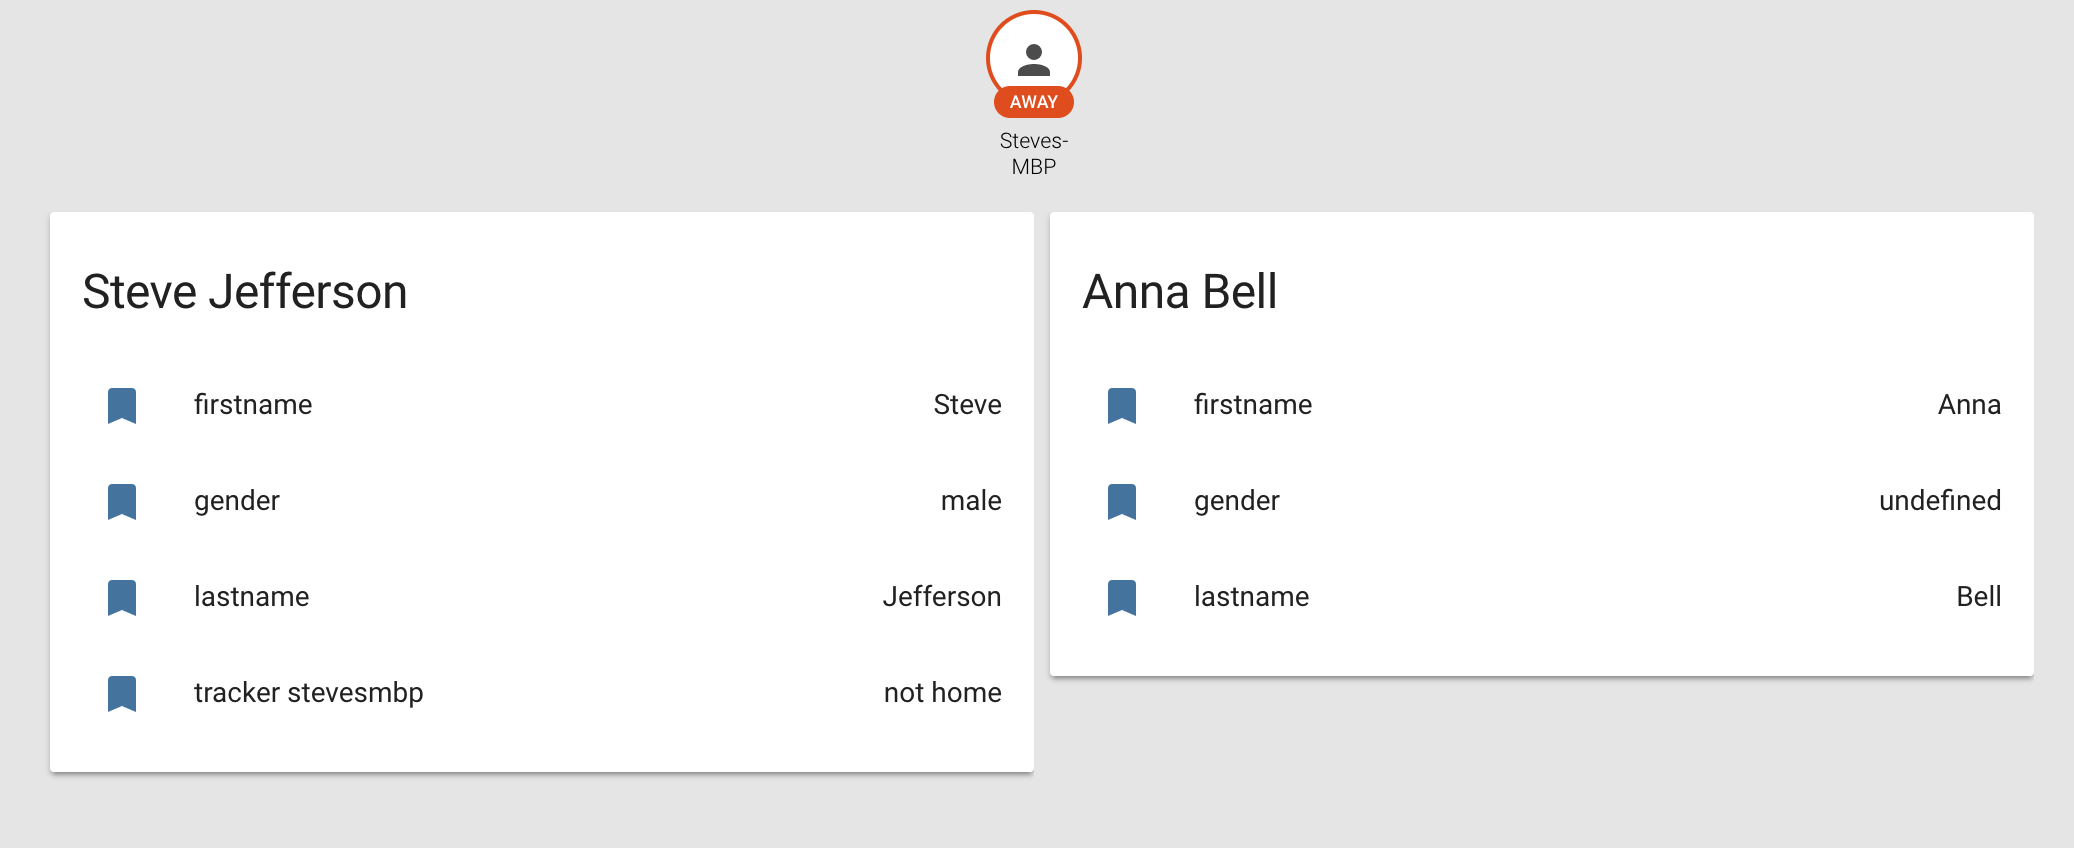 AWAY
Steves-
MBP
Steve Jefferson
firstname Steve
gender male
lastname Jefferson
tracker stevesmbp not home
Anna Bell
firstname Anna
gender undefined
lastname Bell